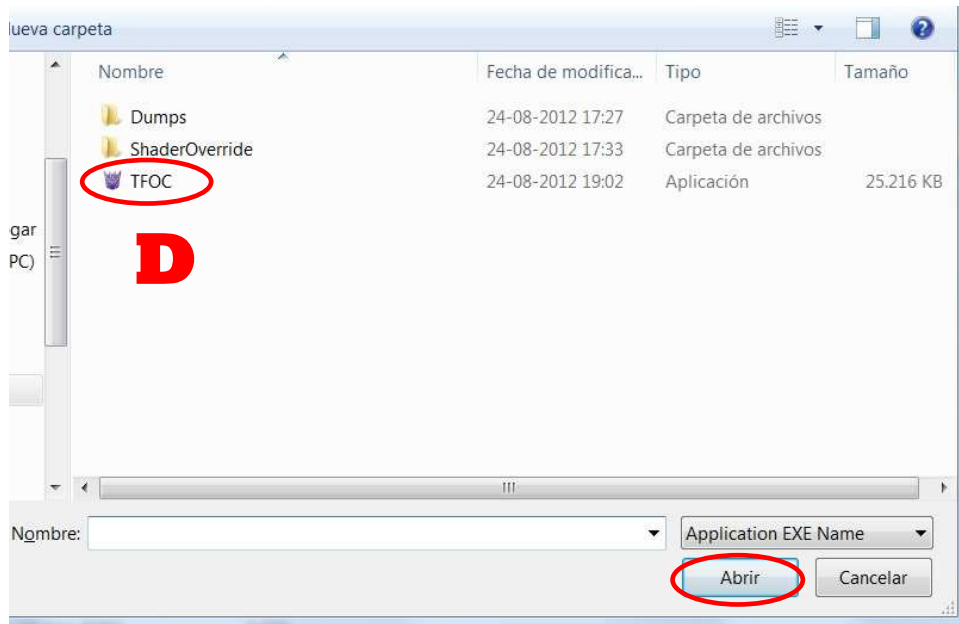 Nueva carpeta
Nombre Fecha de modifica... Tipo Tamaño
Dumps 24-08-2012 17:27 Carpeta de archivos
ShaderOverride 24-08-2012 17:33 Carpeta de archivos
TFOC 24-08-2012 19:02 Aplicación 25.216 KB
gar
PC)
D
Nombre: Application EXE Name
Abrir Cancelar